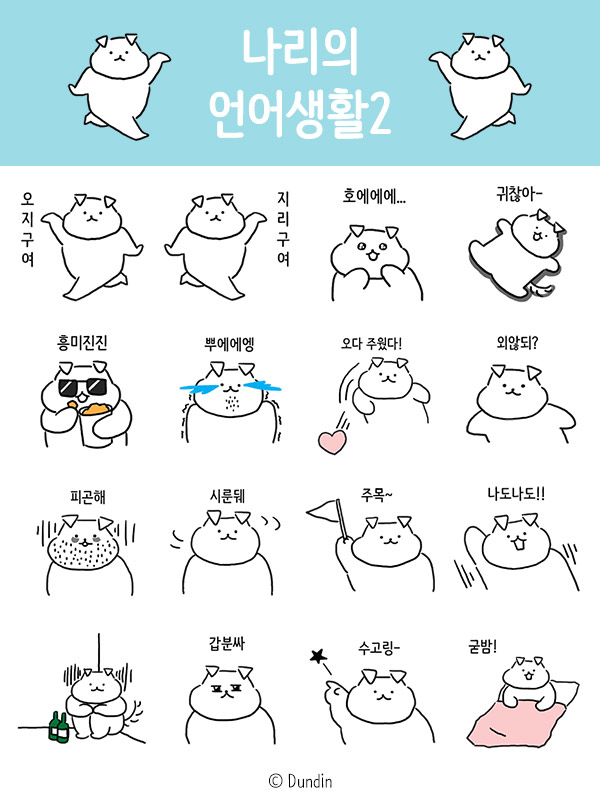 나리의
언어생활2
오지구여
지리구여
호에에에...
귀찮아-
흥미진진
뿌에에엥
오다 주웠다!
외않되?
피곤해
시룬뒈
주목~
나도나도!!
갑분싸
수고링-
굳밤!
© Dundin